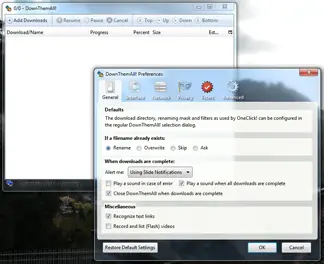 0/0 - DownThemAll!
Add Downloads Resume Pause Cancel Top Up Down Bottom
Download/Name Progress Percent Size Est...
DownThemAll! Preferences
General Interface Network Privacy Filters Advanced
Defaults
The download directory, renaming mask and filters as used by OneClick! can be configured in
the regular DownThemAll! selection dialog.
If a filename already exists:
Rename Overwrite Skip Ask
When downloads are complete:
Alert me: Using Slide Notifications
Play a sound in case of error Play a sound when all downloads are complete
Close DownThemAll! when downloads are complete
Miscellaneous
Recognize text links
Record and list (Flash) videos
Restore Default Settings OK Cancel